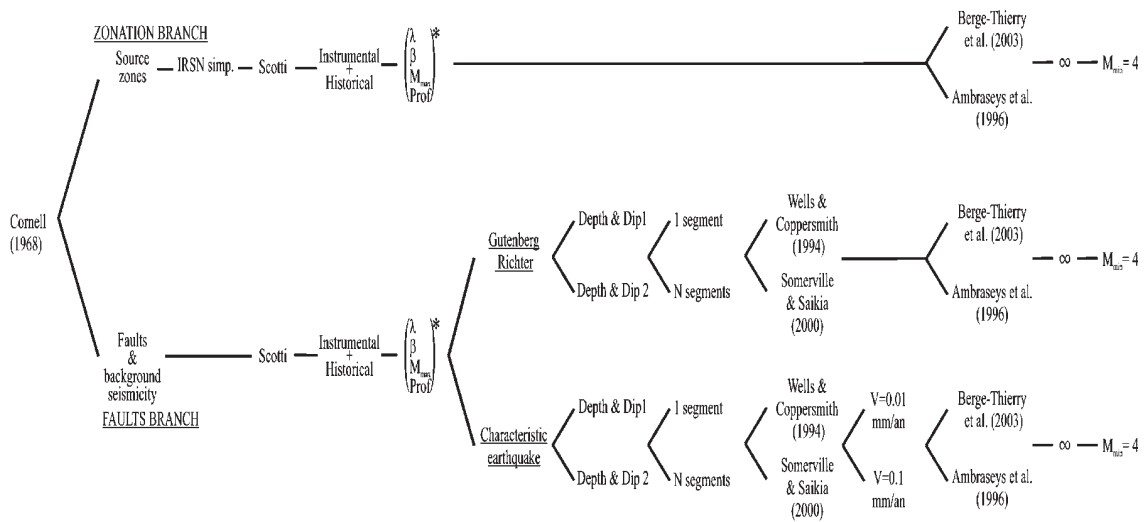 ZONATION BRANCH
Source
zones
IRSN simp.
Scotti
Instrumental
+
Historical
λ
β
Mmax
Prof
*
Berge-Thierry
et al. (2003)
Ambraseys et al.
(1996)
∞
Mmin= 4
Cornell
(1968)
Faults
&
background
seismicity
FAULTS BRANCH
Scotti
Instrumental
+
Historical
λ
β
Mmax
Prof
*
Gutenberg
Richter
Depth & Dip1
Depth & Dip 2
1 segment
N segments
Wells &
Coppersmith
(1994)
Somerville
& Saikia
(2000)
Berge-Thierry
et al. (2003)
Ambraseys et al.
(1996)
∞
Mmin= 4
Characteristic
earthquake
Depth & Dip1
Depth & Dip 2
1 segment
N segments
Wells &
Coppersmith
(1994)
Somerville
& Saikia
(2000)
V=0.01
mm/an
V=0.1
mm/an
Berge-Thierry
et al. (2003)
Ambraseys et al.
(1996)
∞
Mmin= 4